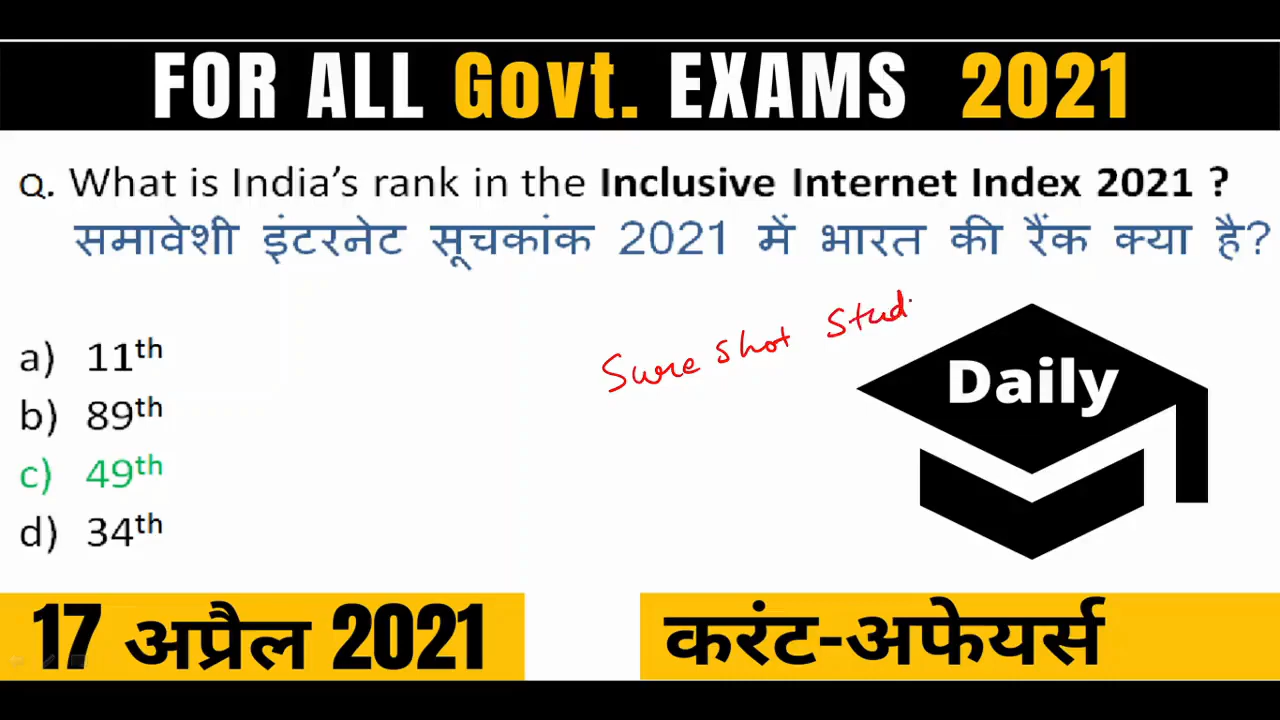 FOR ALL Govt. EXAMS 2021
Q. What is India's rank in the Inclusive Internet Index 2021 ?
समावेशी इंटरनेट सूचकांक 2021 में भारत की रैंक क्या है?
Sure Shot Stud
a) 11th
b) 89th
c) 49th
d) 34th
Daily
17 अप्रैल 2021
करंट-अफेयर्स